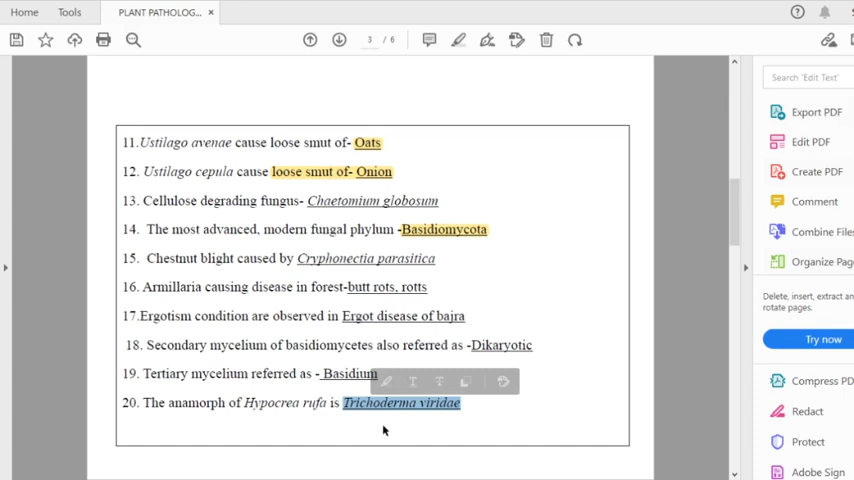 Home Tools PLANT PATHOLOG... ×
3 / 6
Search 'Edit Text'
Export PDF
Edit PDF
Create PDF
Comment
Combine Files
Organize Pag
Delete, insert, extract an
rotate pages.
Try now
Compress PD
Redact
Protect
Adobe Sign
11.Ustilago avenae cause loose smut of- Oats
12. Ustilago cepula cause loose smut of- Onion
13. Cellulose degrading fungus- Chaetomium globosum
14. The most advanced, modern fungal phylum -Basidiomycota
15. Chestnut blight caused by Cryphonectia parasitica
16. Armillaria causing disease in forest-butt rots, rotts
17.Ergotism condition are observed in Ergot disease of bajra
18. Secondary mycelium of basidiomycetes also referred as -Dikaryotic
19. Tertiary mycelium referred as - Basidium
20. The anamorph of Hypocrea rufa is Trichoderma viridae